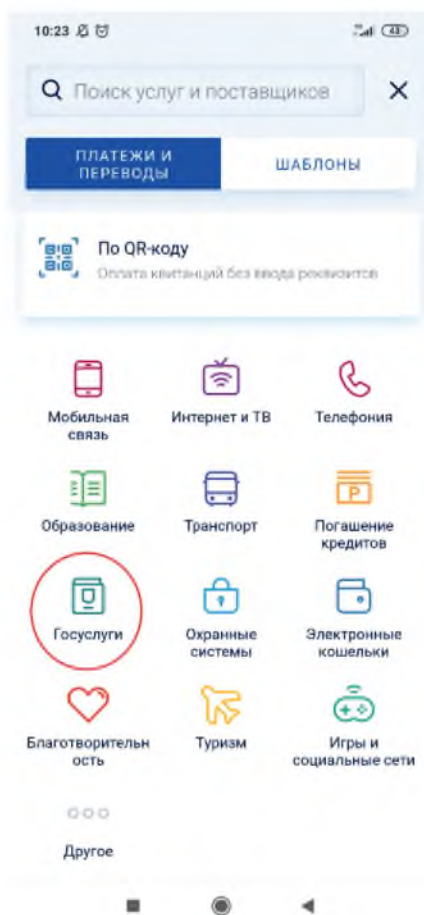 10:23
48
Поиск услуг и поставщиков
ПЛАТЕЖИ И
ПЕРЕВОДЫ
ШАБЛОНЫ
По QR-коду
Оплата квитанций без ввода реквизитов
Мобильная
связь
Интернет и ТВ
Телефония
Образование
Транспорт
Погашение
кредитов
Госуслуги
Охранные
системы
Электронные
кошельки
Благотворительн
ость
Туризм
Игры и
социальные сети
Другое